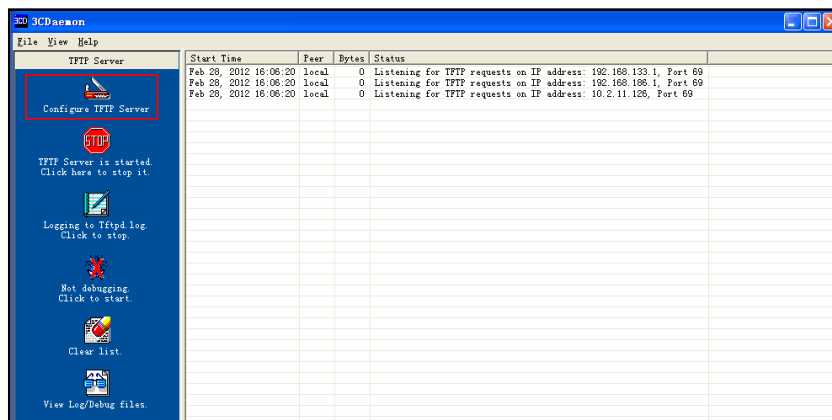 3CD 3CDaemon
File View Help
TFTP Server
Configure TFTP Server
STOP
TFTP Server is started.
Click here to stop it.
Logging to Tftpd.log.
Click to stop.
Not debugging.
Click to start.
Clear list.
View Log/Debug files.
Start Time Peer Bytes Status
Feb 28, 2012 16:06:20 local 0 Listening for TFTP requests on IP address: 192.168.133.1, Port 69
Feb 28, 2012 16:06:20 local 0 Listening for TFTP requests on IP address: 192.168.186.1, Port 69
Feb 28, 2012 16:06:20 local 0 Listening for TFTP requests on IP address: 10.2.11.126, Port 69